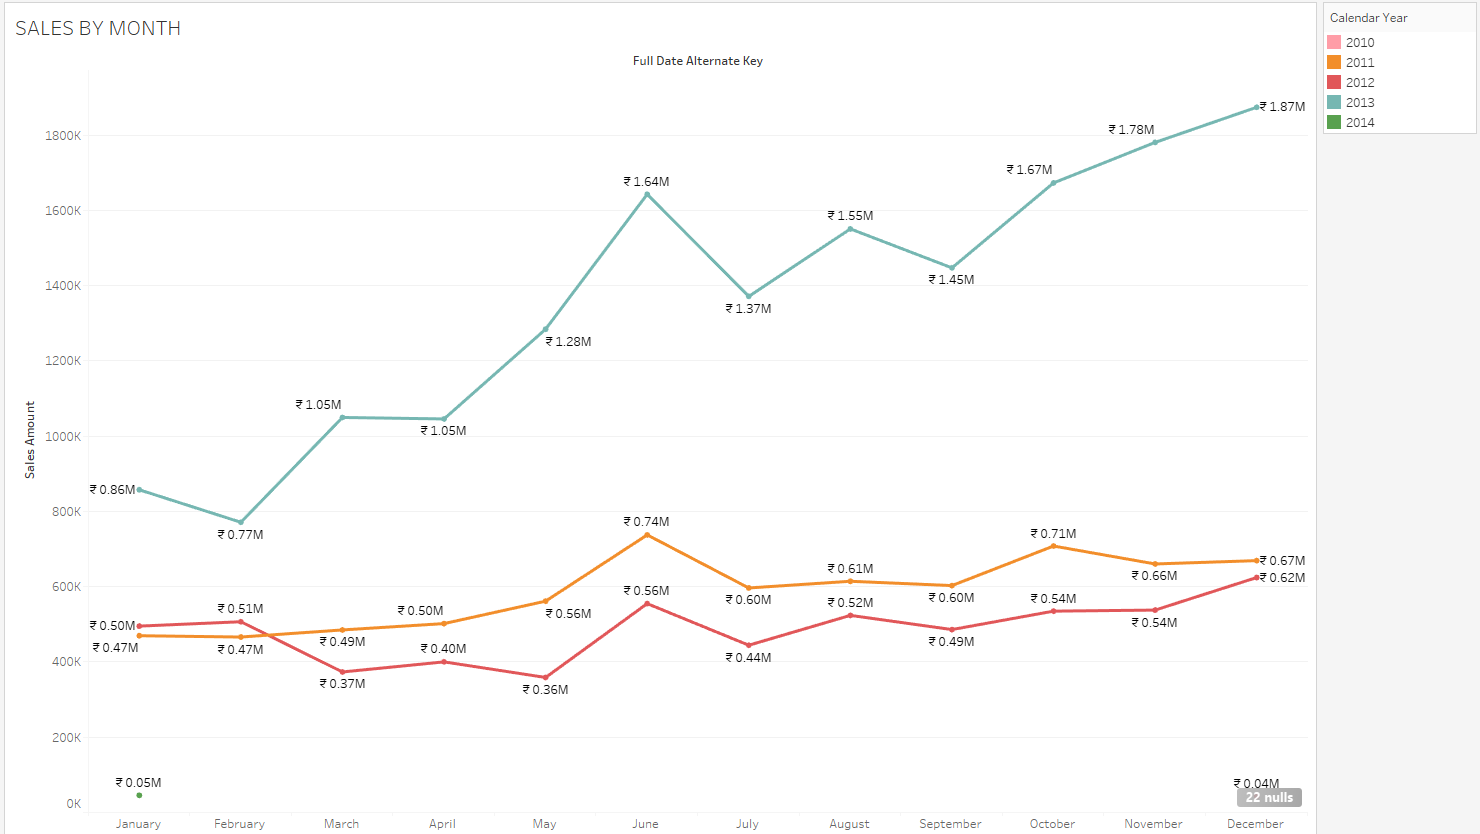 SALES BY MONTH
Full Date Alternate Key
Calendar Year
2010
2011
2012
2013
2014
Sales Amount
1800K
1600K
1400K
1200K
1000K
800K
600K
400K
200K
0K
₹ 0.86M
₹ 0.77M
₹ 1.05M
₹ 1.05M
₹ 1.28M
₹ 1.64M
₹ 1.37M
₹ 1.55M
₹ 1.45M
₹ 1.67M
₹ 1.78M
₹ 1.87M
₹ 0.47M
₹ 0.47M
₹ 0.49M
₹ 0.50M
₹ 0.56M
₹ 0.74M
₹ 0.60M
₹ 0.61M
₹ 0.60M
₹ 0.71M
₹ 0.66M
₹ 0.67M
₹ 0.50M
₹ 0.51M
₹ 0.37M
₹ 0.40M
₹ 0.36M
₹ 0.56M
₹ 0.44M
₹ 0.52M
₹ 0.49M
₹ 0.54M
₹ 0.54M
₹ 0.62M
₹ 0.05M
₹ 0.04M
22 nulls
January
February
March
April
May
June
July
August
September
October
November
December